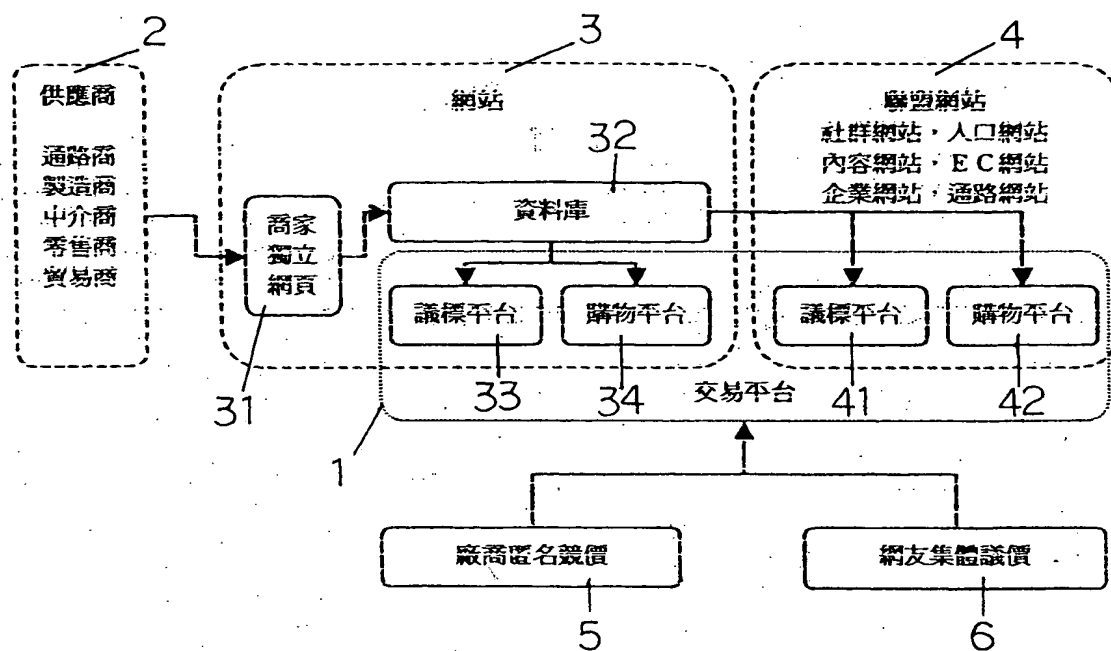 2
3
4
供應商
通路商
製造商
中介商
零售商
貿易商
網站
聯盟網站
社群網站，人口網站
內容網站，EC網站
企業網站，通路網站
32
資料庫
商家
獨立
網頁
31
議標平台
購物平台
議標平台
購物平台
33
34
交易平台
41
42
1
廠商匿名競價
網友集體議價
5
6